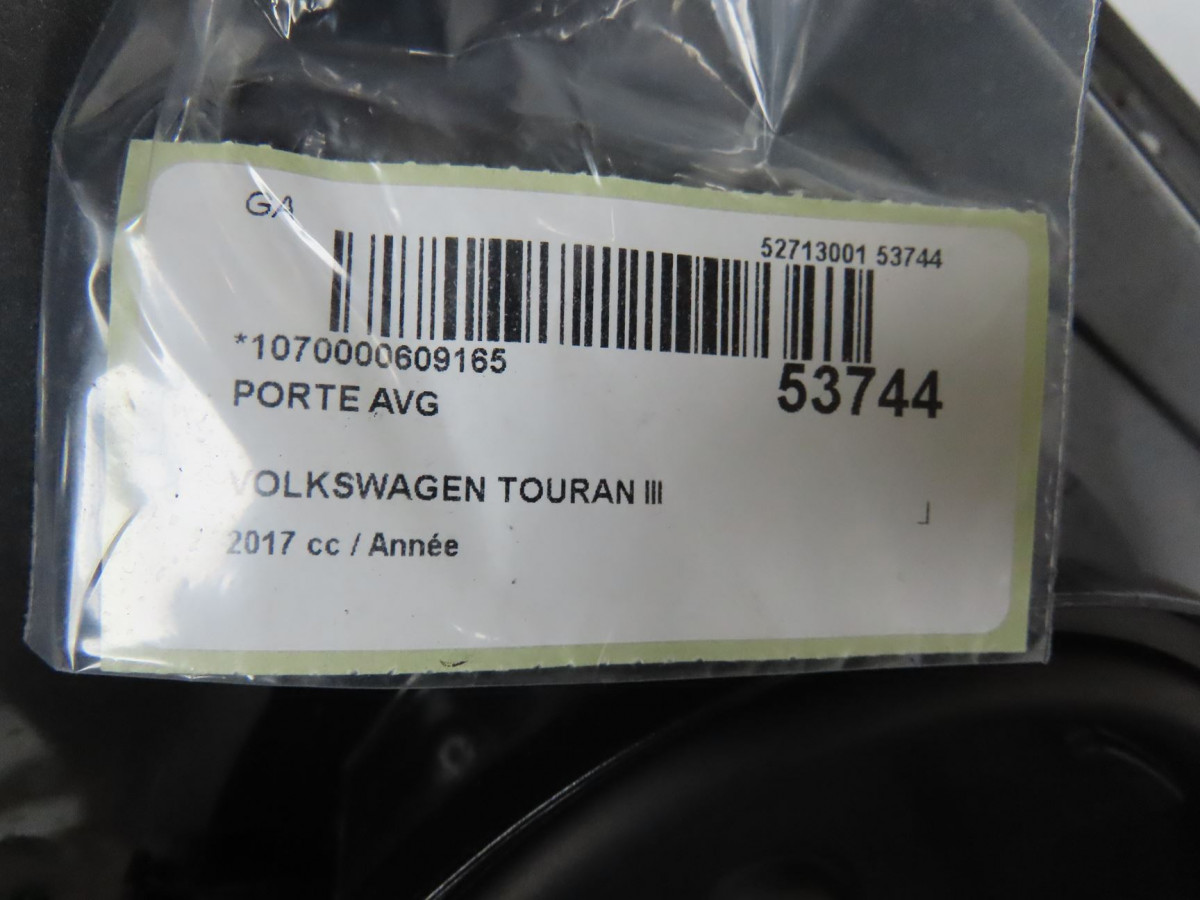 GA
52713001 53744
*1070000609165
53744
PORTE AVG
VOLKSWAGEN TOURAN III
2017 cc / Année